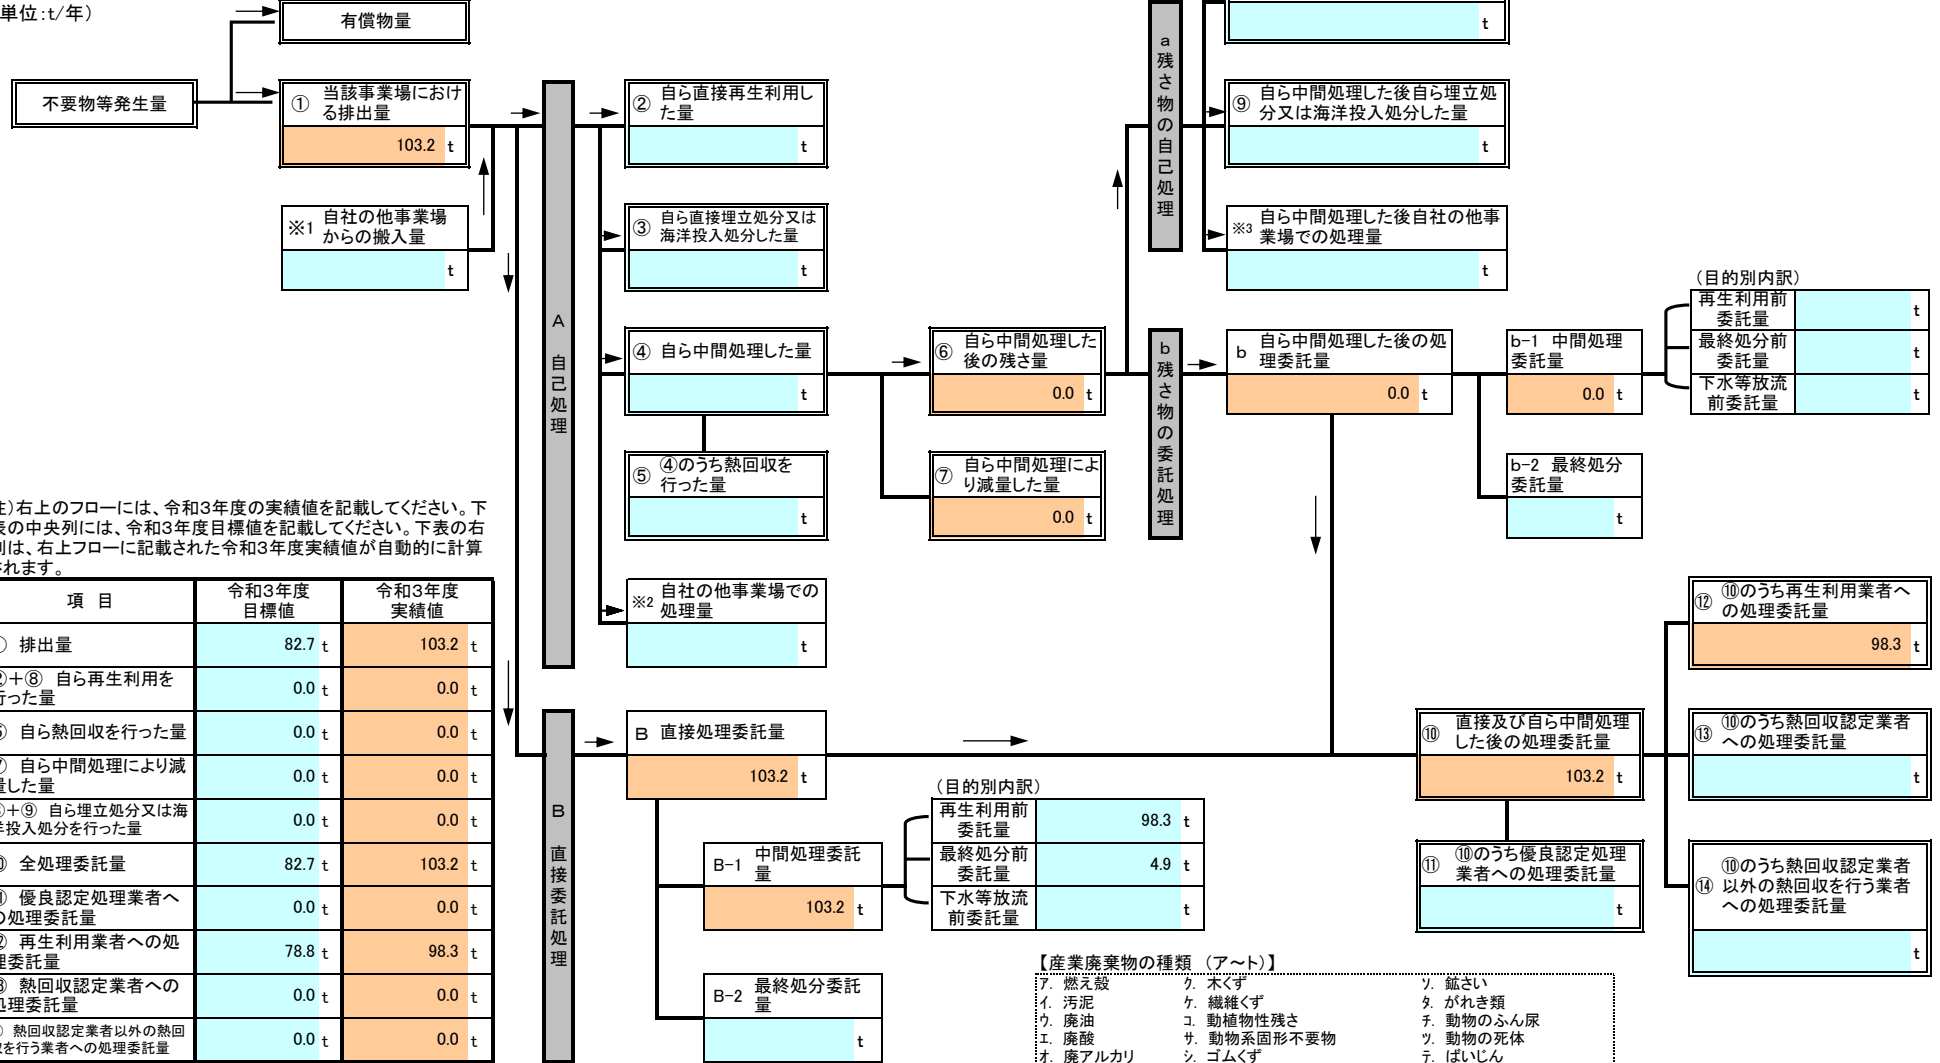 単位:t/年）
有償物量
不要物等発生量
① 当該事業場におけ
る排出量
103.2 t
※1 自社の他事業場
からの搬入量
t
A 自己処理
② 自ら直接再生利用し
た量
t
③ 自ら直接埋立処分又は
海洋投入処分した量
t
④ 自ら中間処理した量
t
⑤ ④のうち熱回収を
行った量
t
※2 自社の他事業場での
処理量
t
⑥ 自ら中間処理した
後の残さ量
0.0 t
⑦ 自ら中間処理によ
り減量した量
0.0 t
a 残さ物の自己処理
t
⑨ 自ら中間処理した後自ら埋立処
分又は海洋投入処分した量
t
※3 自ら中間処理した後自社の他事
業場での処理量
t
b 残さ物の委託処理
b 自ら中間処理した後の処
理委託量
0.0 t
b-1 中間処理
委託量
0.0 t
b-2 最終処分
委託量
t
（目的別内訳）
再生利用前
委託量
t
最終処分前
委託量
t
下水等放流
前委託量
t
)右上のフローには、令和3年度の実績値を記載してください。下
の中央列には、令和3年度目標値を記載してください。下表の右
は、右上フローに記載された令和3年度実績値が自動的に計算
れます。
項 目 令和3年度
目標値 令和3年度
実績値
排出量 82.7 t 103.2 t
＋⑧ 自ら再生利用を
行った量 0.0 t 0.0 t
自ら熱回収を行った量 0.0 t 0.0 t
自ら中間処理により減
量した量 0.0 t 0.0 t
＋⑨ 自ら埋立処分又は海
洋投入処分を行った量 0.0 t 0.0 t
全処理委託量 82.7 t 103.2 t
優良認定処理業者へ
の処理委託量 0.0 t 0.0 t
再生利用業者への処
理委託量 78.8 t 98.3 t
熱回収認定業者への
処理委託量 0.0 t 0.0 t
熱回収認定業者以外の熱回
収を行う業者への処理委託量 0.0 t 0.0 t
B 直接委託処理
B 直接処理委託量
103.2 t
B-1 中間処理委託
量
103.2 t
B-2 最終処分委託
量
t
（目的別内訳）
再生利用前
委託量
98.3 t
最終処分前
委託量
4.9 t
下水等放流
前委託量
t
⑩ 直接及び自ら中間処理
した後の処理委託量
103.2 t
⑪ ⑩のうち優良認定処理
業者への処理委託量
t
⑫ ⑩のうち再生利用業者へ
の処理委託量
98.3 t
⑬ ⑩のうち熱回収認定業者
への処理委託量
t
⑭ ⑩のうち熱回収認定業者
以外の熱回収を行う業者
への処理委託量
t
【産業廃棄物の種類 （ア～ト）】
ア. 燃え殻 ク. 木くず ソ. 鉱さい
イ. 汚泥 ケ. 繊維くず タ. がれき類
ウ. 廃油 コ. 動植物性残さ チ. 動物のふん尿
エ. 廃酸 サ. 動物系固形不要物 ツ. 動物の死体
オ. 廃アルカリ シ. ゴムくず テ. ばいじん